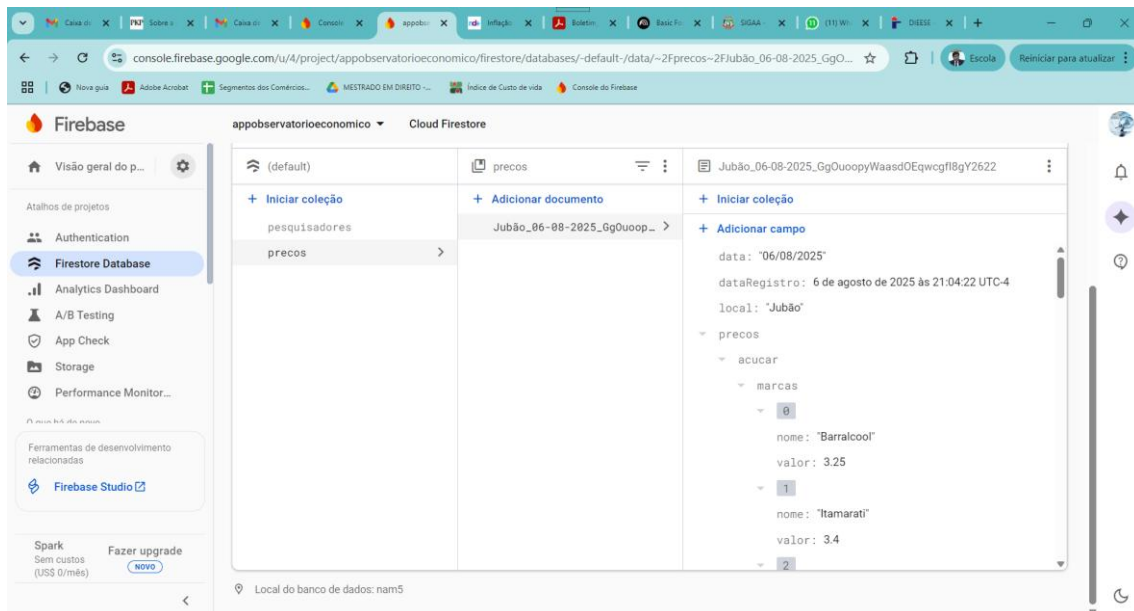 Caixa de
PKP Sobre a
Caixa de
Console
appobser
Inflação
Boletim
Basic Fo
SIGAA -
(11) Wh
DIEESE
console.firebase.google.com/u/4/project/appobservatorioeconomico/firestore/databases/-default-/data/~2Fprecos~2FJubão_06-08-2025_GgO...
Escola
Reiniciar para atualizar
Nova guia
Adobe Acrobat
Segmentos dos Comércios...
MESTRADO EM DIREITO -...
Índice de Custo de vida
Console do Firebase
Firebase
appobservatorioeconomico
Cloud Firestore
Visão geral do p...
Atalhos de projetos
Authentication
Firestore Database
Analytics Dashboard
A/B Testing
App Check
Storage
Performance Monitor...
O que há de novo
Ferramentas de desenvolvimento
relacionadas
Firebase Studio
Spark
Sem custos
(US$ 0/mês)
Fazer upgrade
NOVO
(default)
+ Iniciar coleção
pesquisadores
precos
precos
+ Adicionar documento
Jubão_06-08-2025_GgOuoop…
Jubão_06-08-2025_GgOuoopyWaasdOEqwcgfl8gY2622
+ Iniciar coleção
+ Adicionar campo
data: "06/08/2025"
dataRegistro: 6 de agosto de 2025 às 21:04:22 UTC-4
local: "Jubão"
precos
acucar
marcas
0
nome: "Barralcool"
valor: 3.25
1
nome: "Itamarati"
valor: 3.4
2
Local do banco de dados: nam5